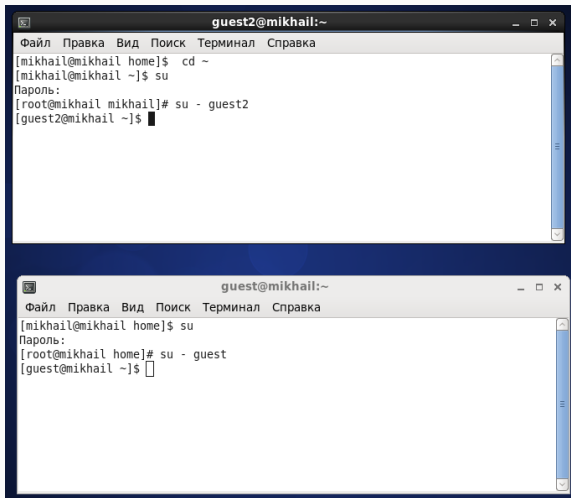 guest2@mikhail:~
Файл Правка Вид Поиск Терминал Справка
[mikhail@mikhail home]$  cd ~
[mikhail@mikhail ~]$ su
Пароль:
[root@mikhail mikhail]# su - guest2
[guest2@mikhail ~]$
guest@mikhail:~
Файл Правка Вид Поиск Терминал Справка
[mikhail@mikhail home]$ su
Пароль:
[root@mikhail home]# su - guest
[guest@mikhail ~]$